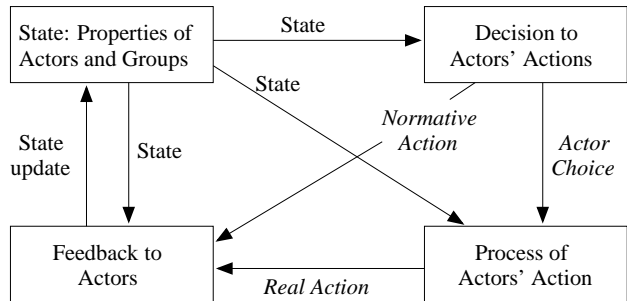 State: Properties of
Actors and Groups
State
Decision to
Actors' Actions
State
update
State
State
Normative
Action
Actor
Choice
Feedback to
Actors
Real Action
Process of
Actors' Action